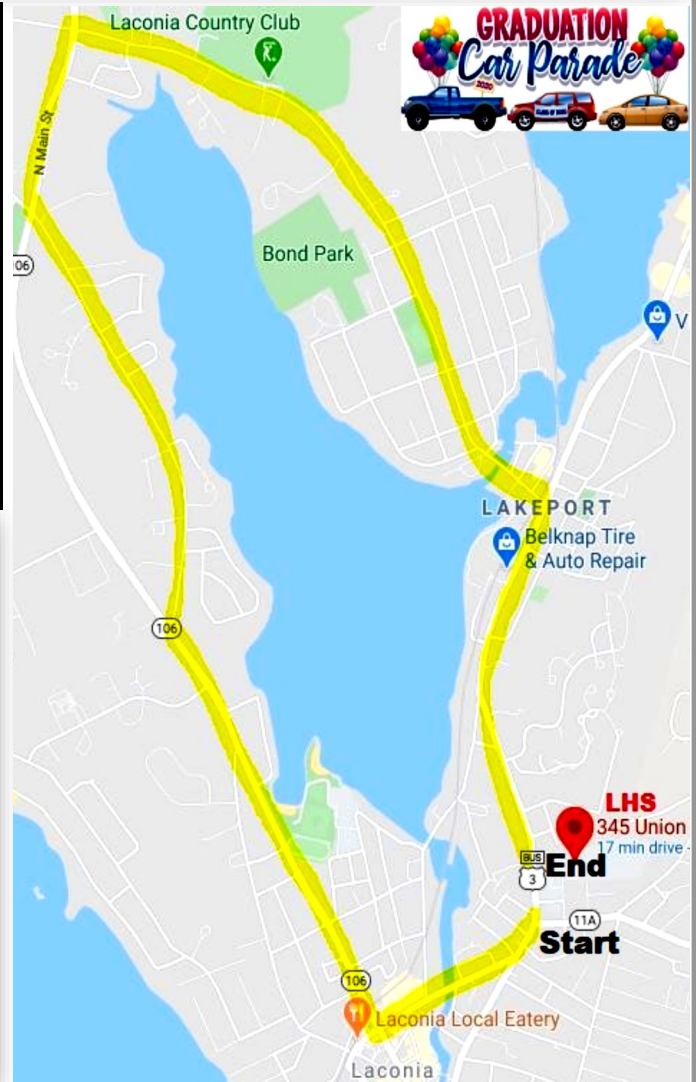 Laconia Country Club
GRADUATION
Car Parade
2020
N Main St
Bond Park
06
V
LAKEPORT
Belknap Tire
& Auto Repair
106
LHS
345 Union
17 min drive -
BUS
3
End
11A
Start
106
Laconia Local Eatery
Laconia